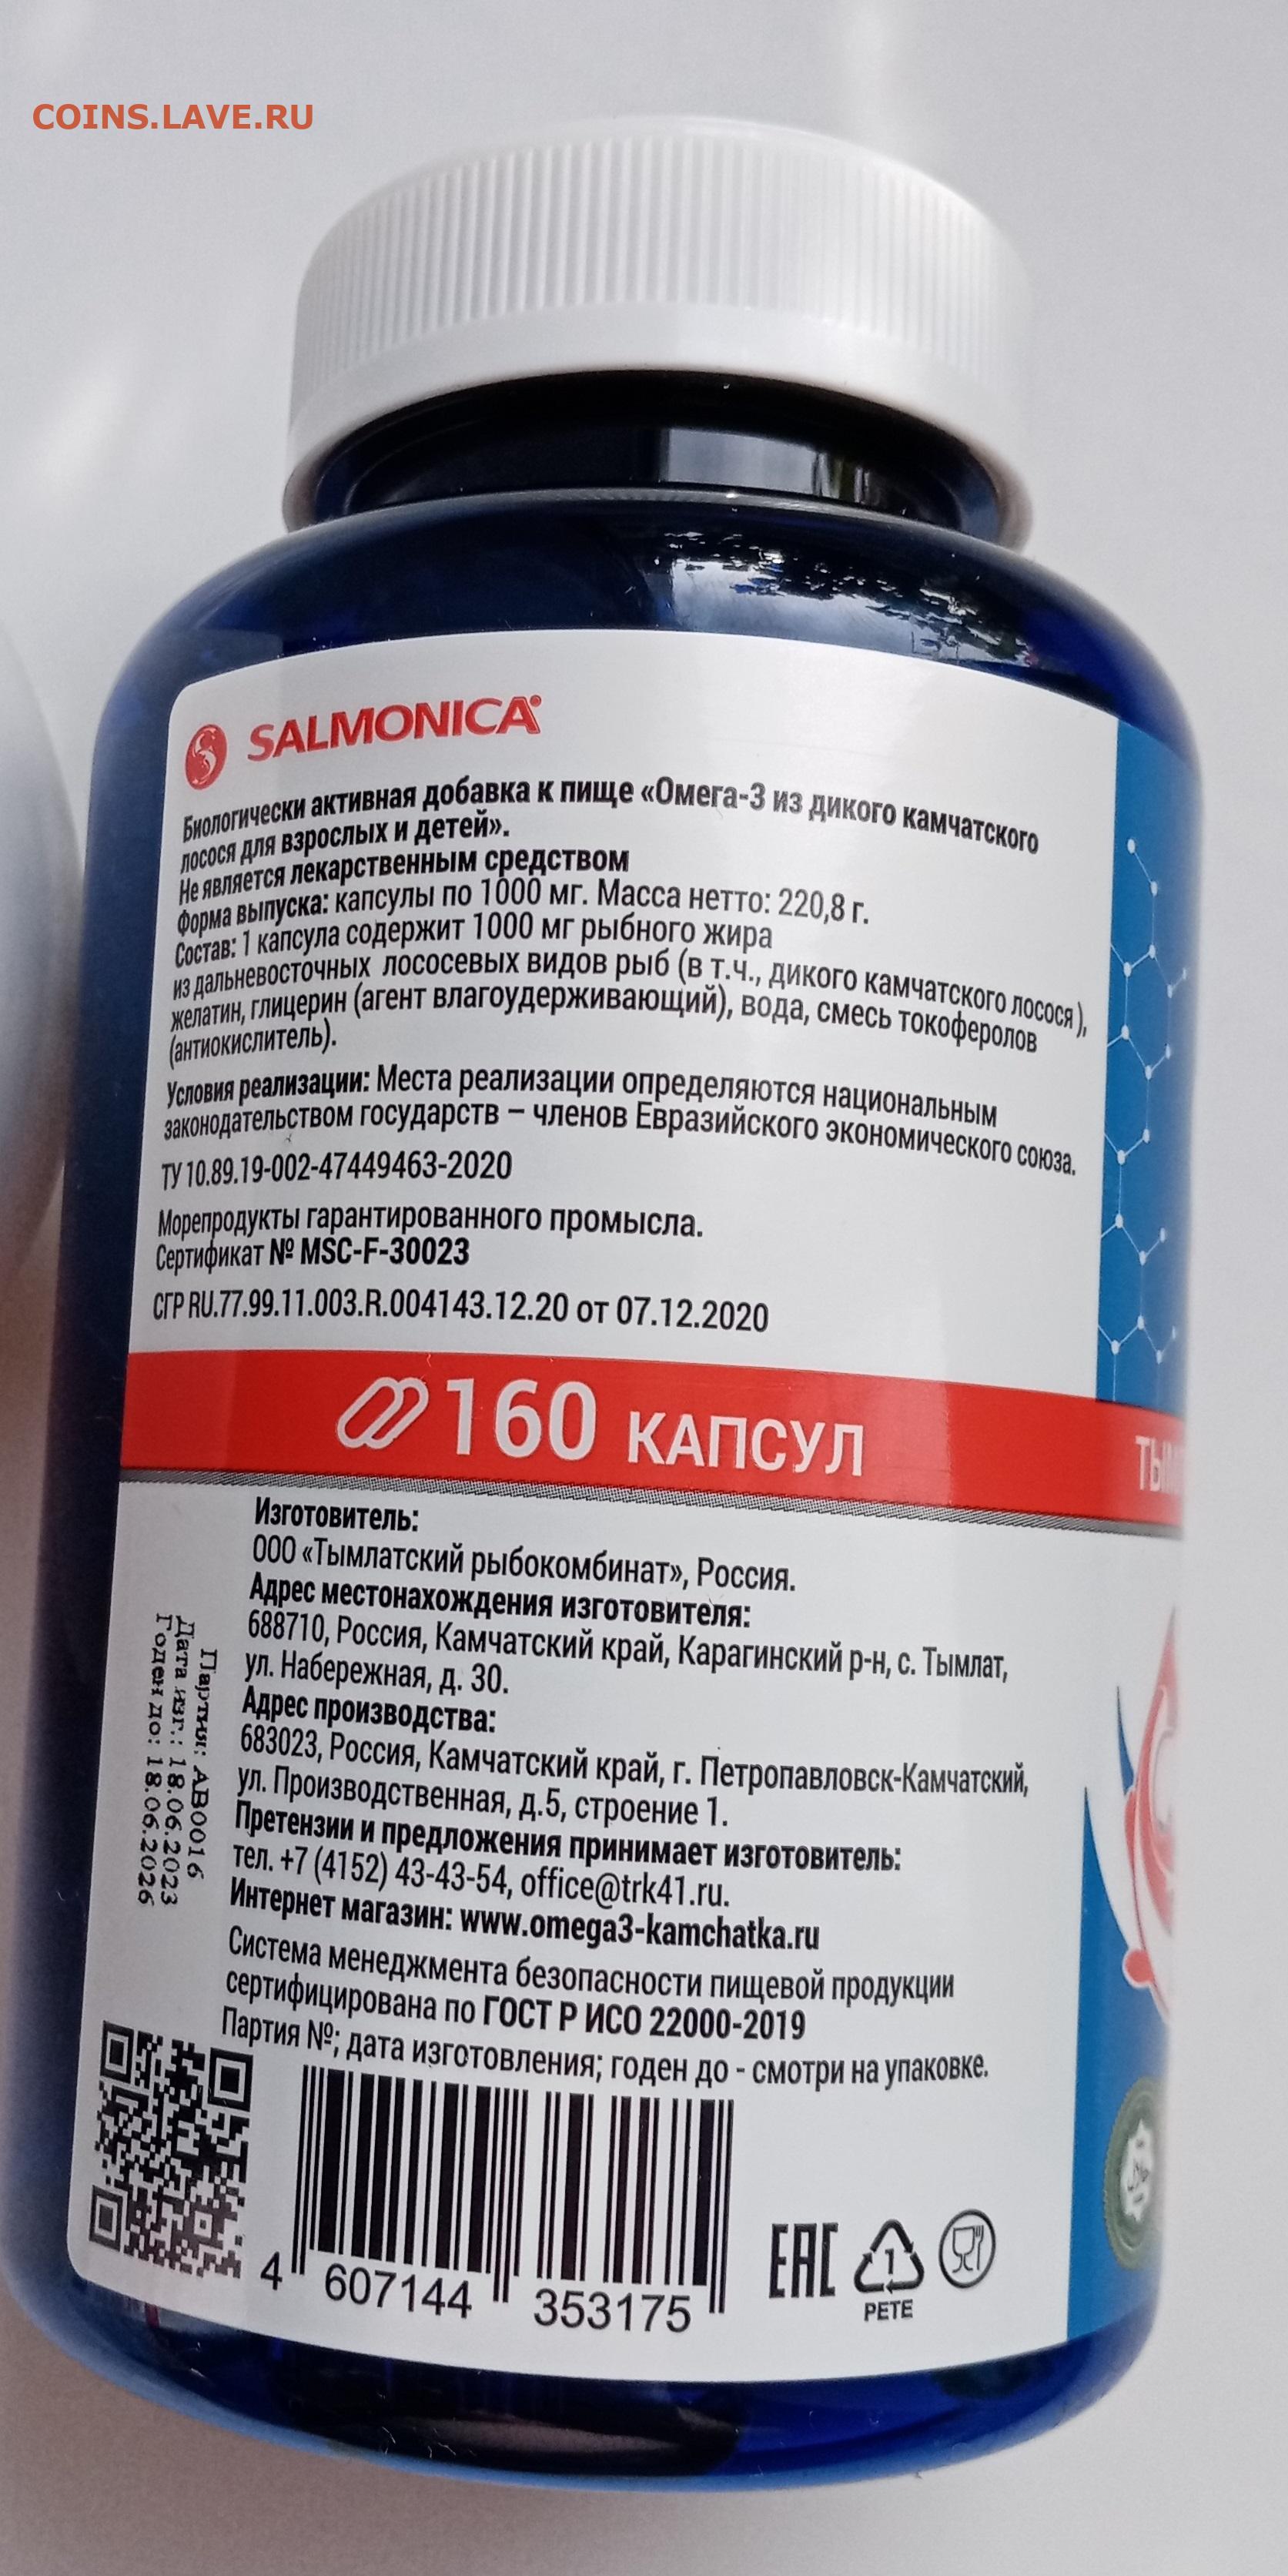 COINS.LAVE.RU
SALMONICA®
Биологически активная добавка к пище «Омега-3 из дикого камчатского
лосося для взрослых и детей».
Не является лекарственным средством
Форма выпуска: капсулы по 1000 мг. Масса нетто: 220,8 г.
Состав: 1 капсула содержит 1000 мг рыбного жира
из дальневосточных лососевых видов рыб (в т.ч., дикого камчатского лосося),
желатин, глицерин (агент влагоудерживающий), вода, смесь токоферолов
(антиокислитель).
Условия реализации: Места реализации определяются национальным
законодательством государств – членов Евразийского экономического союза.
ТУ 10.89.19-002-47449463-2020
Морепродукты гарантированного промысла.
Сертификат № MSC-F-30023
СГР RU.77.99.11.003.R.004143.12.20 от 07.12.2020
160 КАПСУЛ
Изготовитель:
ООО «Тымлатский рыбокомбинат», Россия.
Адрес местонахождения изготовителя:
688710, Россия, Камчатский край, Карагинский р-н, с. Тымлат,
ул. Набережная, д. 30.
Адрес производства:
683023, Россия, Камчатский край, г. Петропавловск-Камчатский,
ул. Производственная, д.5, строение 1.
Претензии и предложения принимает изготовитель:
тел. +7 (4152) 43-43-54, office@trk41.ru.
Интернет магазин: www.omega3-kamchatka.ru
Система менеджмента безопасности пищевой продукции
сертифицирована по ГОСТ Р ИСО 22000-2019
Партия №; дата изготовления; годен до - смотри на упаковке.
Партия: AB0016
Дата изг.: 18.06.2023
Годен до: 18.06.2026
4 607144 353175
EAC
1
PETE